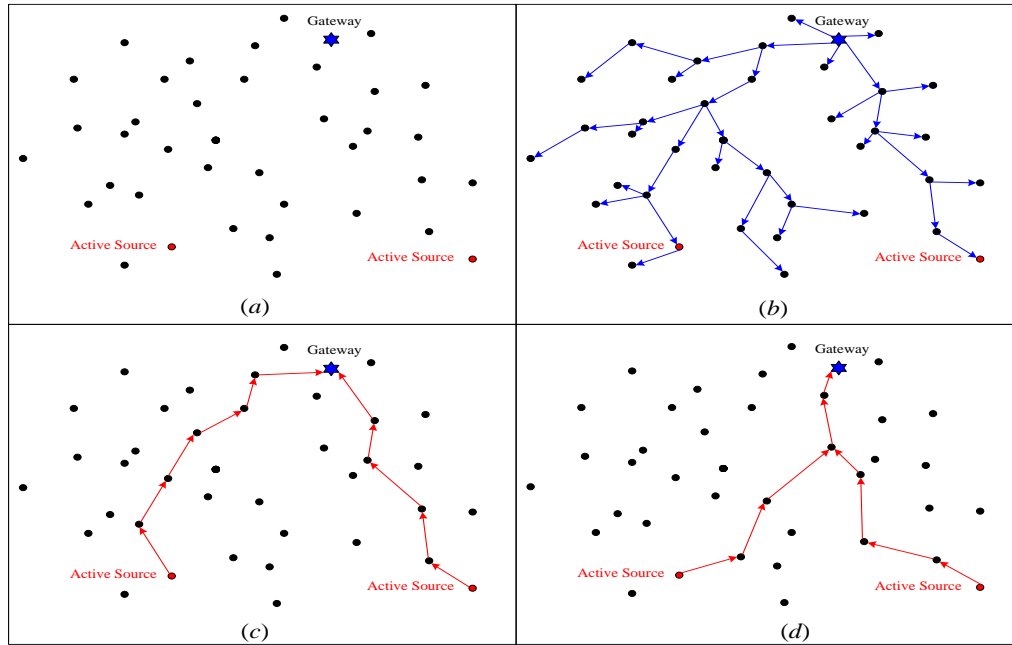 Gateway
Active Source
Active Source
(a)
Gateway
Active Source
Active Source
(b)
Gateway
Active Source
Active Source
(c)
Gateway
Active Source
Active Source
(d)